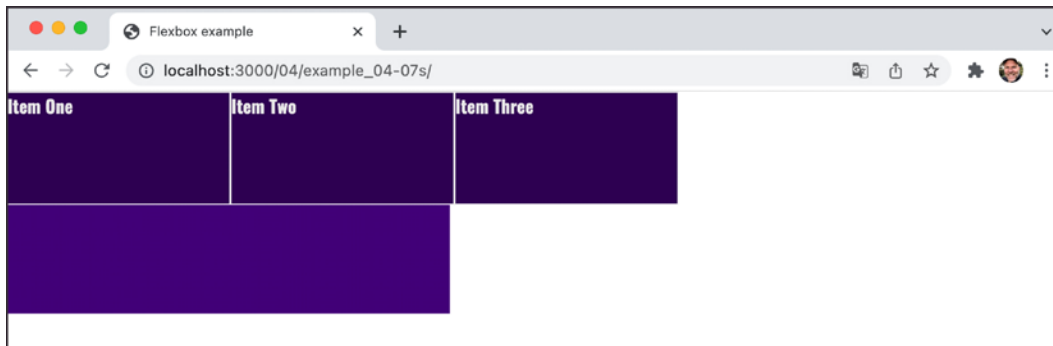 Flexbox example
localhost:3000/04/example_04-07s/
Item One
Item Two
Item Three